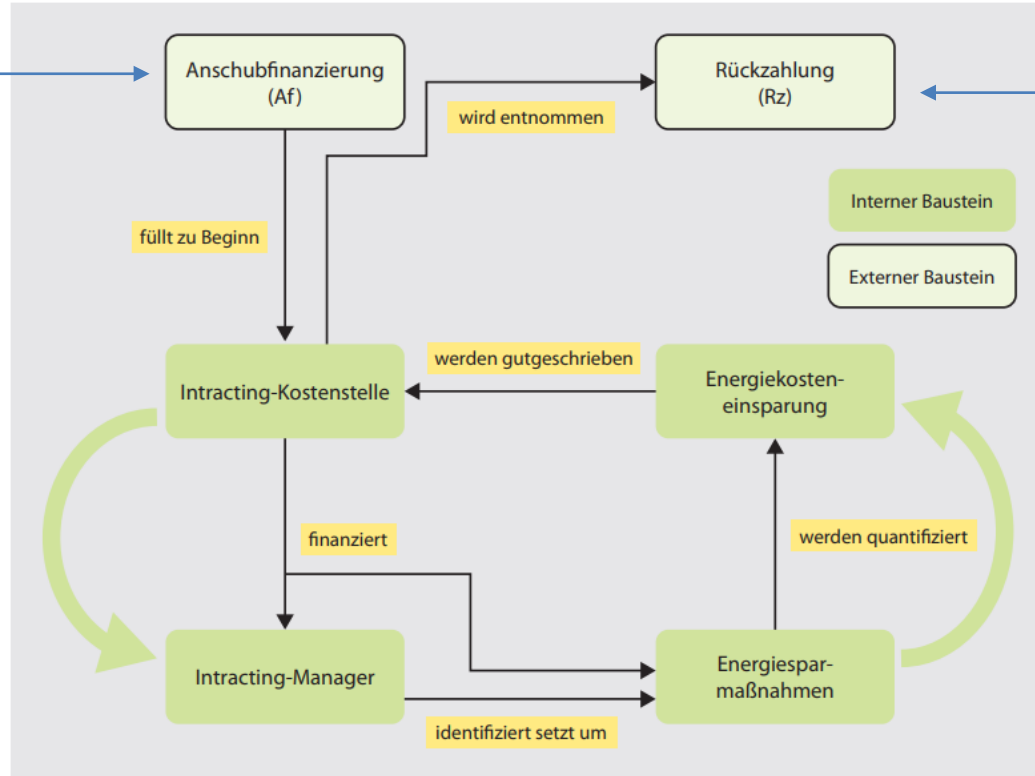 Anschubfinanzierung
(Af)
Rückzahlung
(Rz)
wird entnommen
Interner Baustein
füllt zu Beginn
Externer Baustein
werden gutgeschrieben
Intracting-Kostenstelle
Energiekosten-
einsparung
finanziert
werden quantifiziert
Intracting-Manager
Energiespar-
maßnahmen
identifiziert setzt um